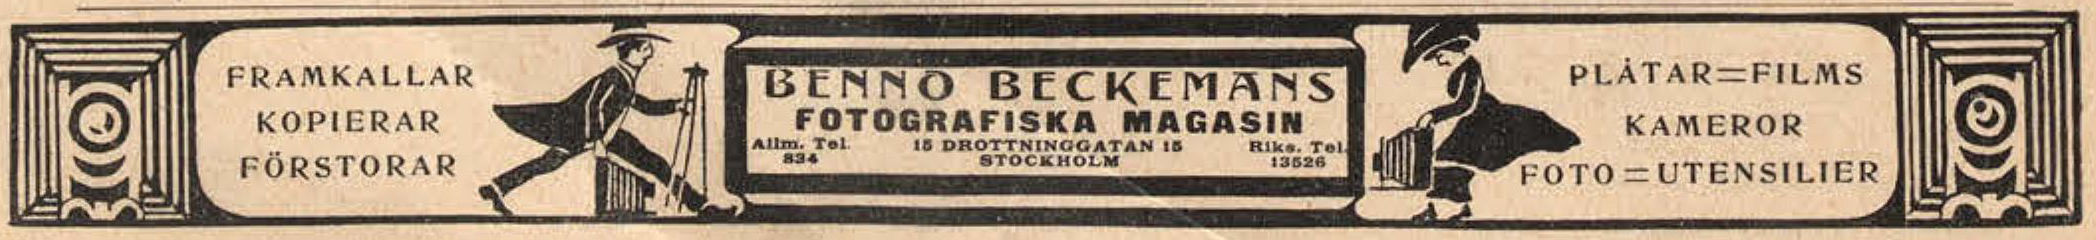 FRAMKALLAR
KOPIERAR
FÖRSTORAR
BENNO BECKEMANS
FOTOGRAFISKA MAGASIN
Allm. Tel. 15 DROTTNINGGATAN 15 Riks. Tel.
834 STOCKHOLM 13526
PLÅTAR=FILMS
KAMEROR
FOTO=UTENSILIER